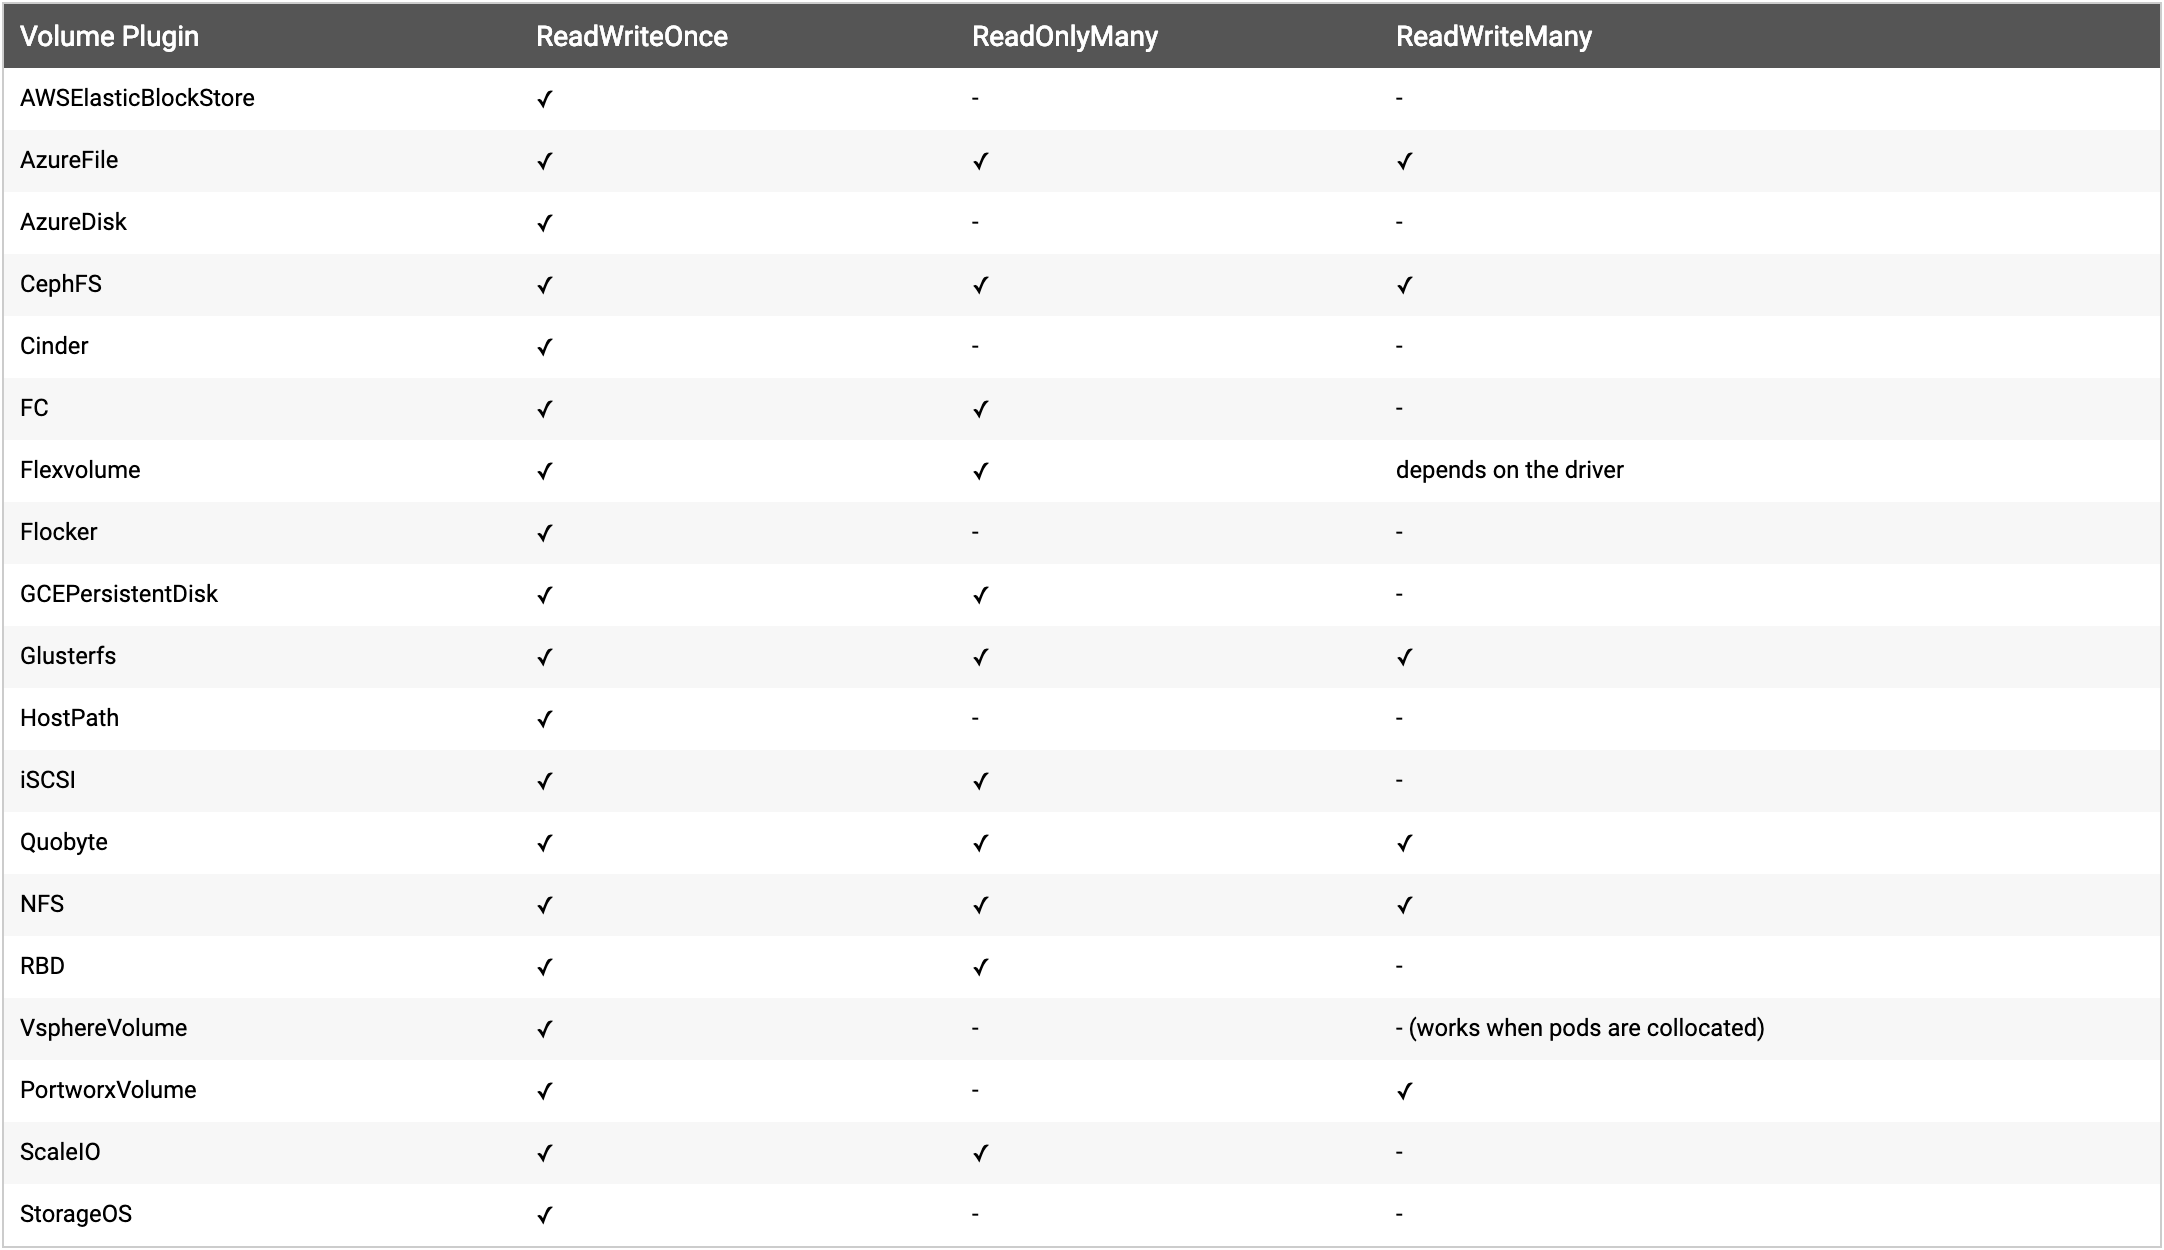 Volume Plugin ReadWriteOnce ReadOnlyMany ReadWriteMany
AWSElasticBlockStore ✓ - -
AzureFile ✓ ✓ ✓
AzureDisk ✓ - -
CephFS ✓ ✓ ✓
Cinder ✓ - -
FC ✓ ✓ -
Flexvolume ✓ ✓ depends on the driver
Flocker ✓ - -
GCEPersistentDisk ✓ ✓ -
Glusterfs ✓ ✓ ✓
HostPath ✓ - -
iSCSI ✓ ✓ -
Quobyte ✓ ✓ ✓
NFS ✓ ✓ ✓
RBD ✓ ✓ -
VsphereVolume ✓ - - (works when pods are collocated)
PortworxVolume ✓ - ✓
ScaleIO ✓ ✓ -
StorageOS ✓ - -